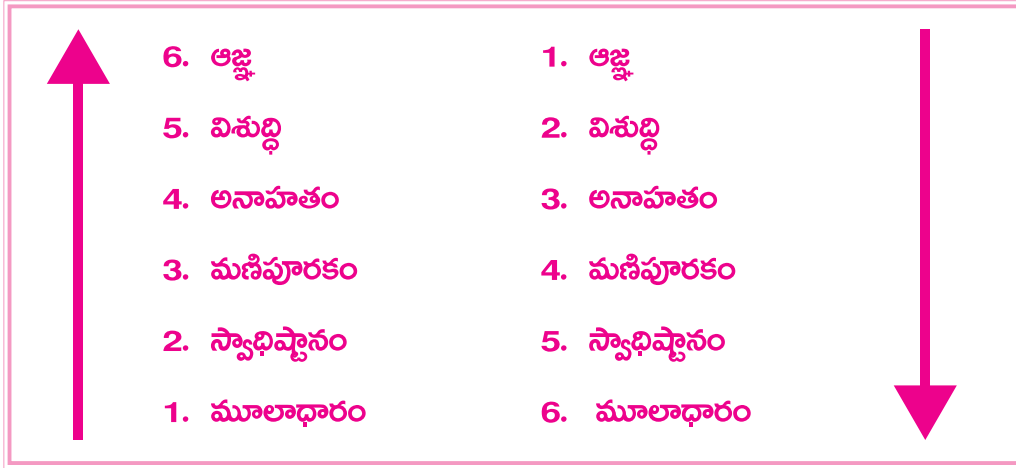 6. ఆజ్ఞ 1. ఆజ్ఞ
5. విశుద్ధి 2. విశుద్ధి
4. అనాహతం 3. అనాహతం
3. మణిపూరకం 4. మణిపూరకం
2. స్వాధిష్టానం 5. స్వాధిష్టానం
1. మూలాధారం 6. మూలాధారం